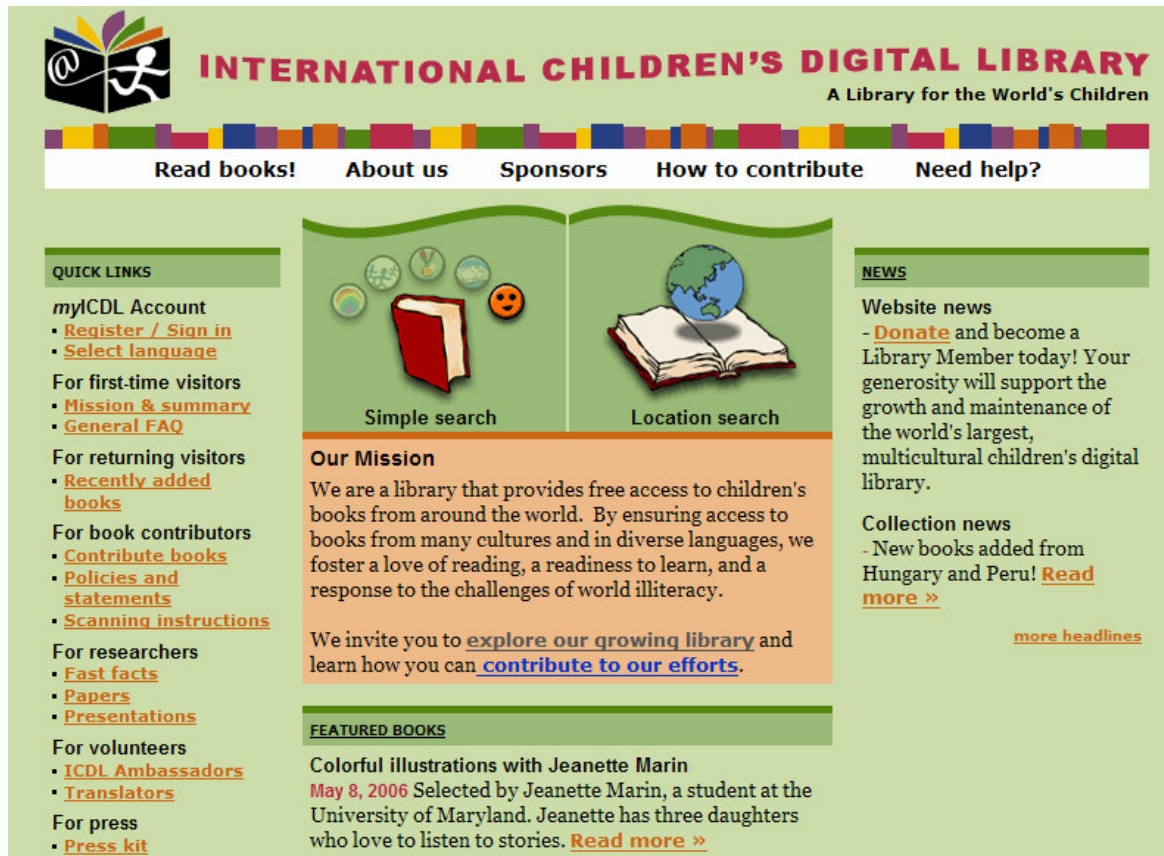 @
INTERNATIONAL CHILDREN'S DIGITAL LIBRARY
A Library for the World's Children
Read books! About us Sponsors How to contribute Need help?
QUICK LINKS
myICDL Account
▪ Register / Sign in
▪ Select language
For first-time visitors
▪ Mission & summary
▪ General FAQ
For returning visitors
▪ Recently added
books
For book contributors
▪ Contribute books
▪ Policies and
statements
▪ Scanning instructions
For researchers
▪ Fast facts
▪ Papers
▪ Presentations
For volunteers
▪ ICDL Ambassadors
▪ Translators
For press
▪ Press kit
Simple search
Location search
Our Mission
We are a library that provides free access to children's
books from around the world. By ensuring access to
books from many cultures and in diverse languages, we
foster a love of reading, a readiness to learn, and a
response to the challenges of world illiteracy.
We invite you to explore our growing library and
learn how you can contribute to our efforts.
FEATURED BOOKS
Colorful illustrations with Jeanette Marin
May 8, 2006 Selected by Jeanette Marin, a student at the
University of Maryland. Jeanette has three daughters
who love to listen to stories. Read more »
NEWS
Website news
- Donate and become a
Library Member today! Your
generosity will support the
growth and maintenance of
the world's largest,
multicultural children's digital
library.
Collection news
- New books added from
Hungary and Peru! Read
more »
more headlines